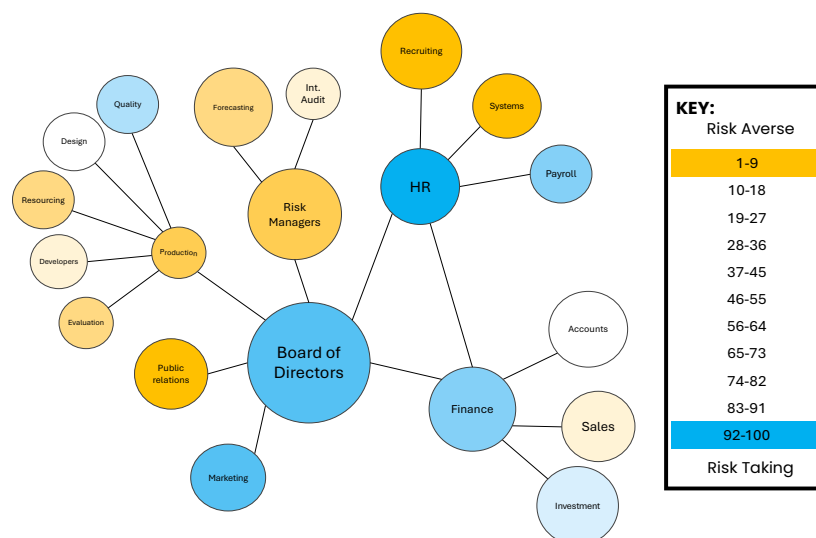 Recruiting
Int.
Audit
Forecasting
Quality
Systems
Design
HR
Payroll
Resourcing
Risk
Managers
Developers
Production
Evaluation
Accounts
Board of
Directors
Public
relations
Finance
Sales
Marketing
Investment
KEY:
Risk Averse
1-9
10-18
19-27
28-36
37-45
46-55
56-64
65-73
74-82
83-91
92-100
Risk Taking